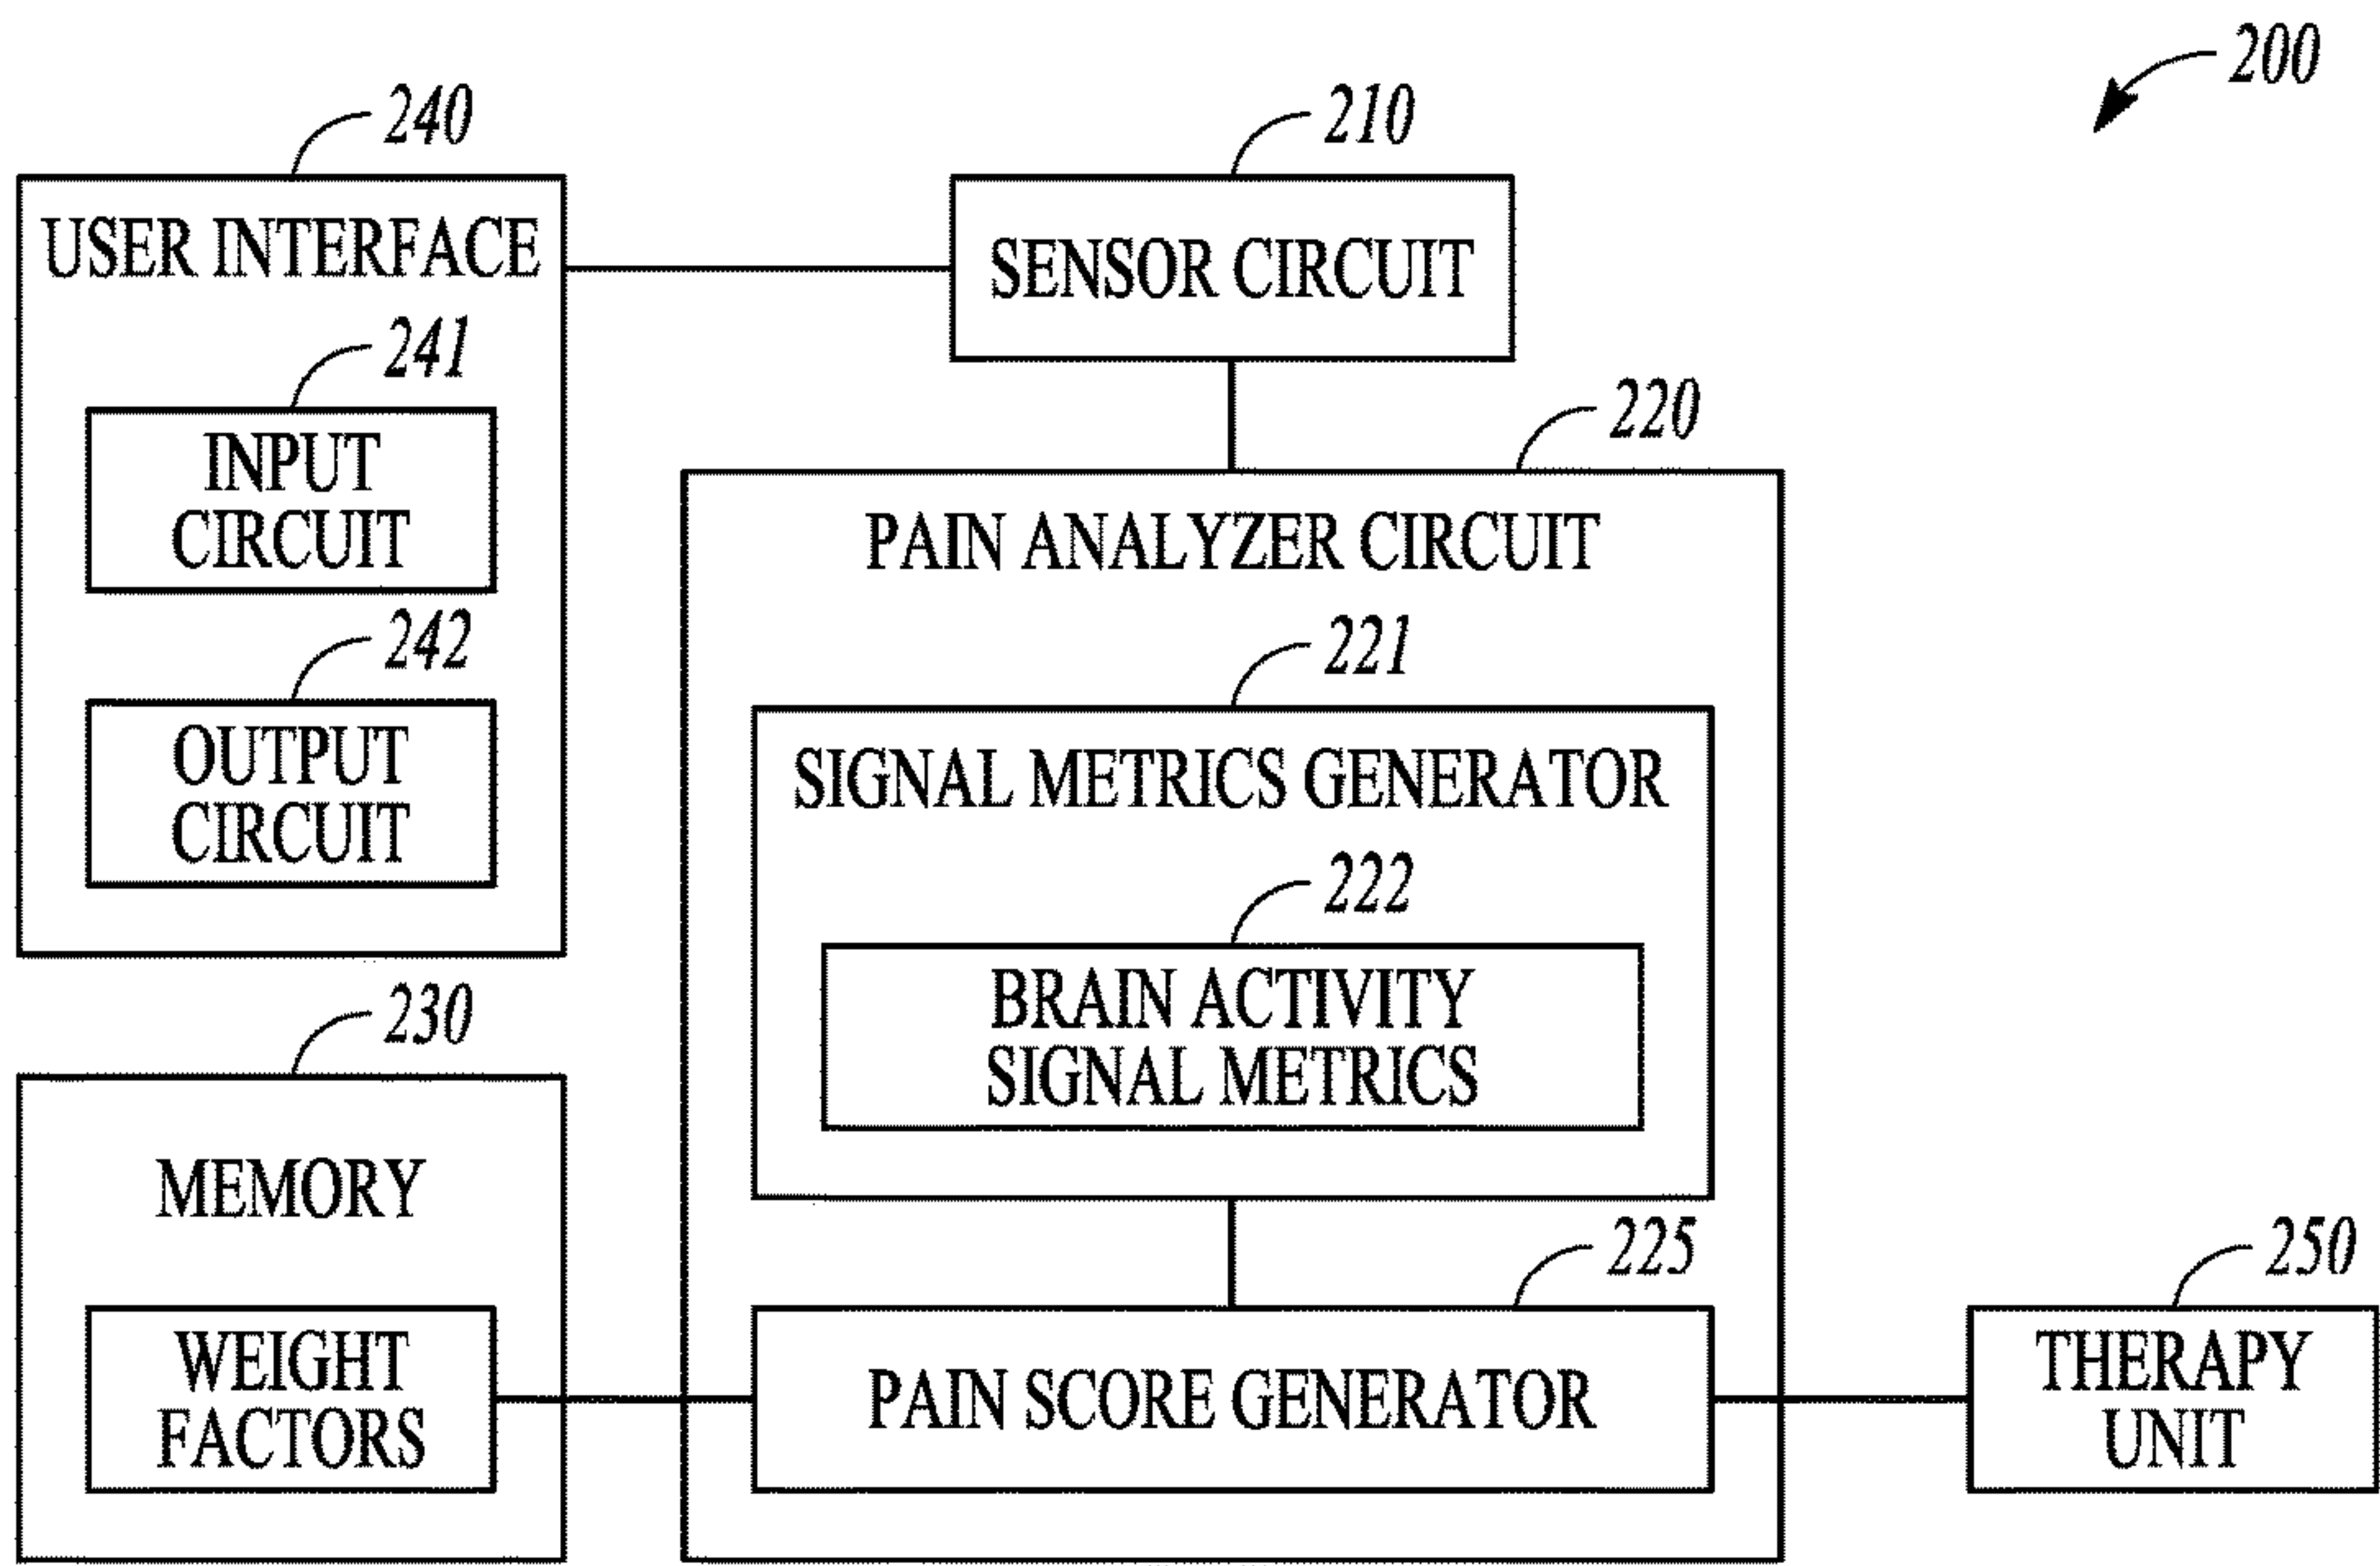 200
240
210
USER INTERFACE
SENSOR CIRCUIT
241
INPUT
CIRCUIT
220
PAIN ANALYZER CIRCUIT
242
OUTPUT
CIRCUIT
221
SIGNAL METRICS GENERATOR
222
BRAIN ACTIVITY
SIGNAL METRICS
230
MEMORY
WEIGHT
FACTORS
225
PAIN SCORE GENERATOR
250
THERAPY
UNIT